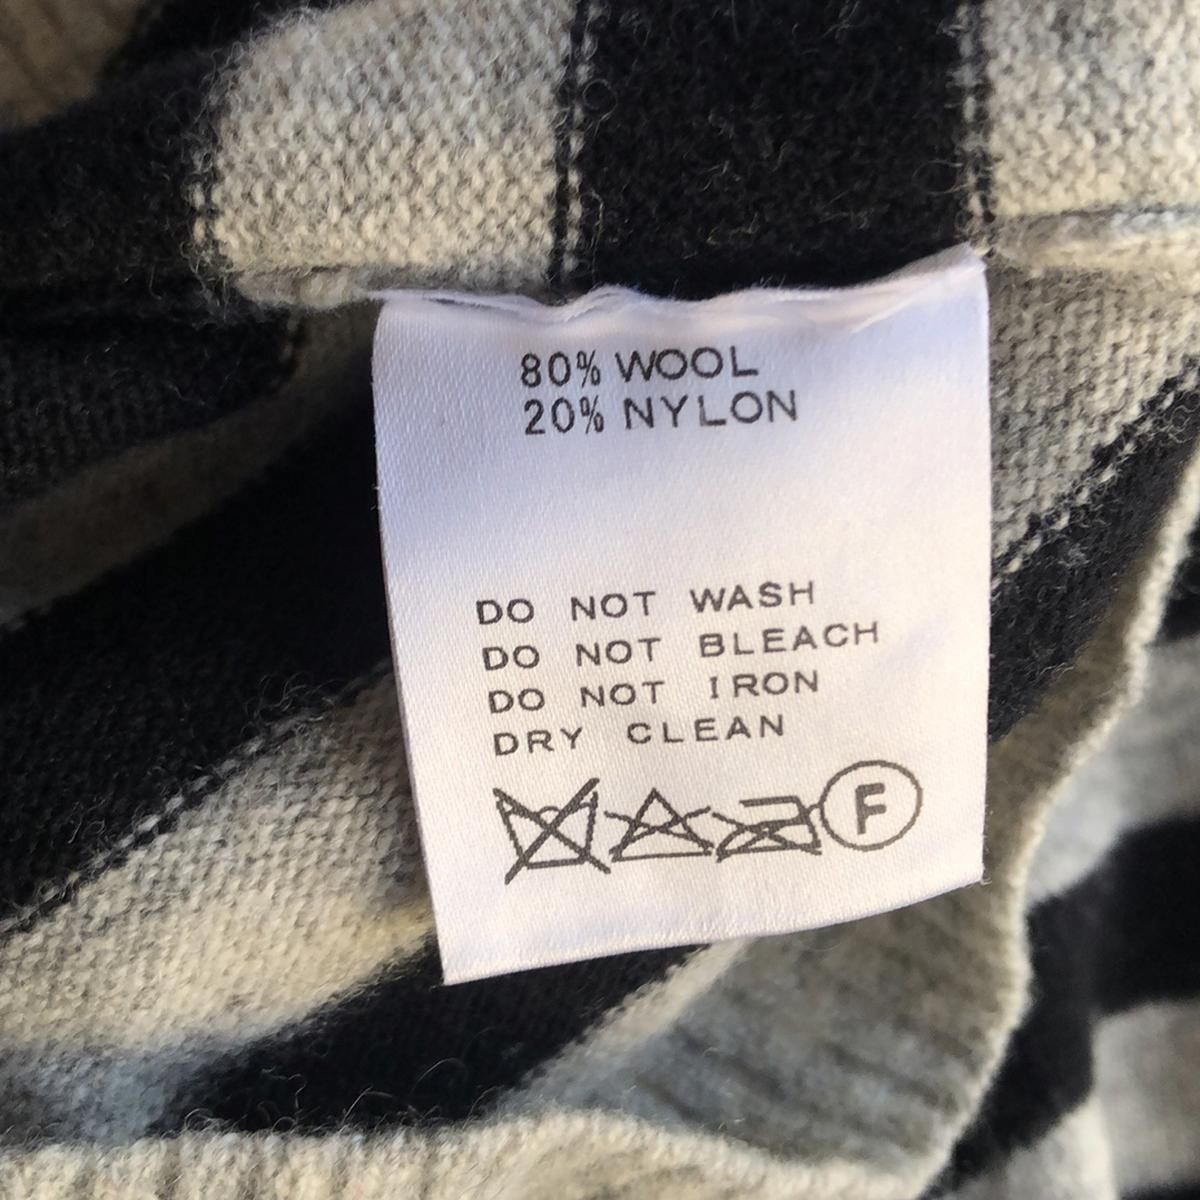 80% WOOL
20% NYLON
DO NOT WASH
DO NOT BLEACH
DO NOT IRON
DRY CLEAN
F